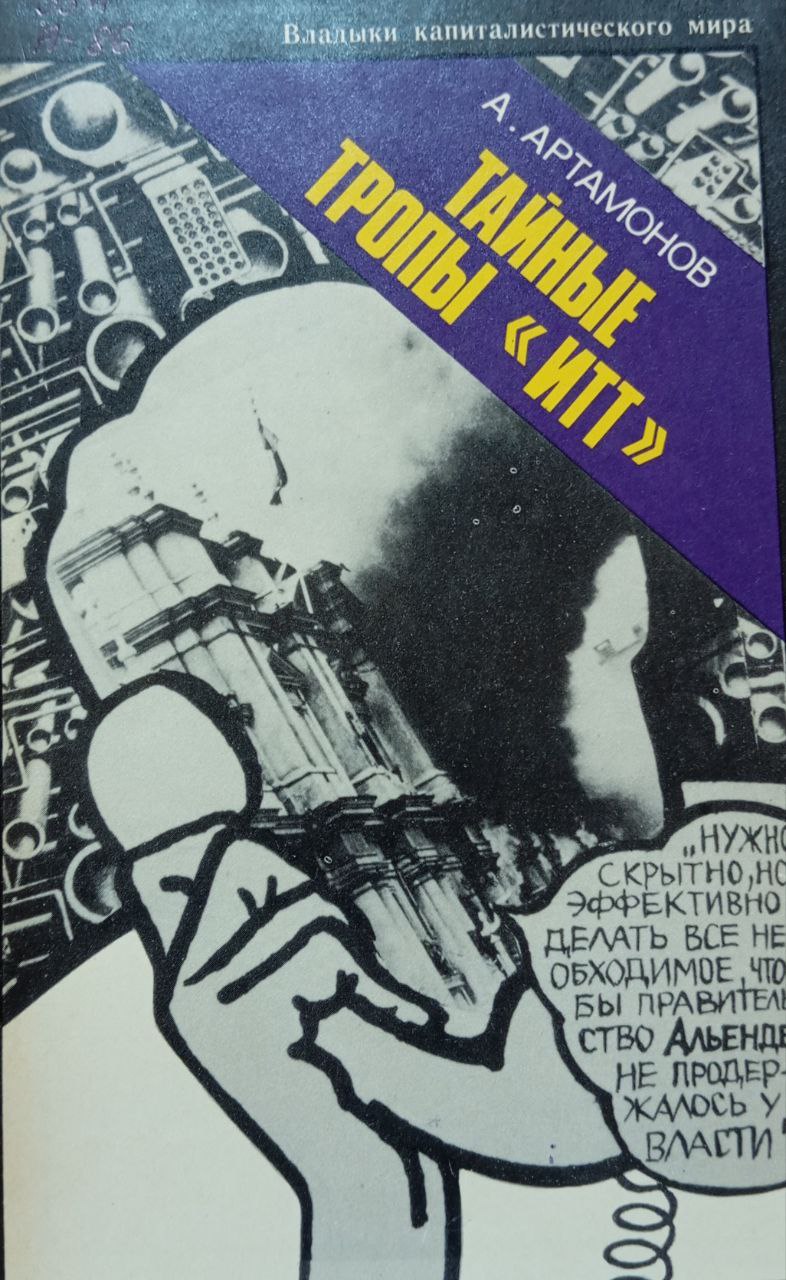 Владыки капиталистического мира
А. АРТАМОНОВ
ТАЙНЫЕ
ТРОПЫ «ИТТ»
„НУЖНО
СКРЫТНО, НО
ЭФФЕКТИВНО
ДЕЛАТЬ ВСЕ НЕ
ОБХОДИМОЕ, ЧТО
БЫ ПРАВИТЕЛЬ
СТВО АЛЬЕНДЕ
НЕ ПРОДЕР-
ЖАЛОСЬ У
ВЛАСТИ"